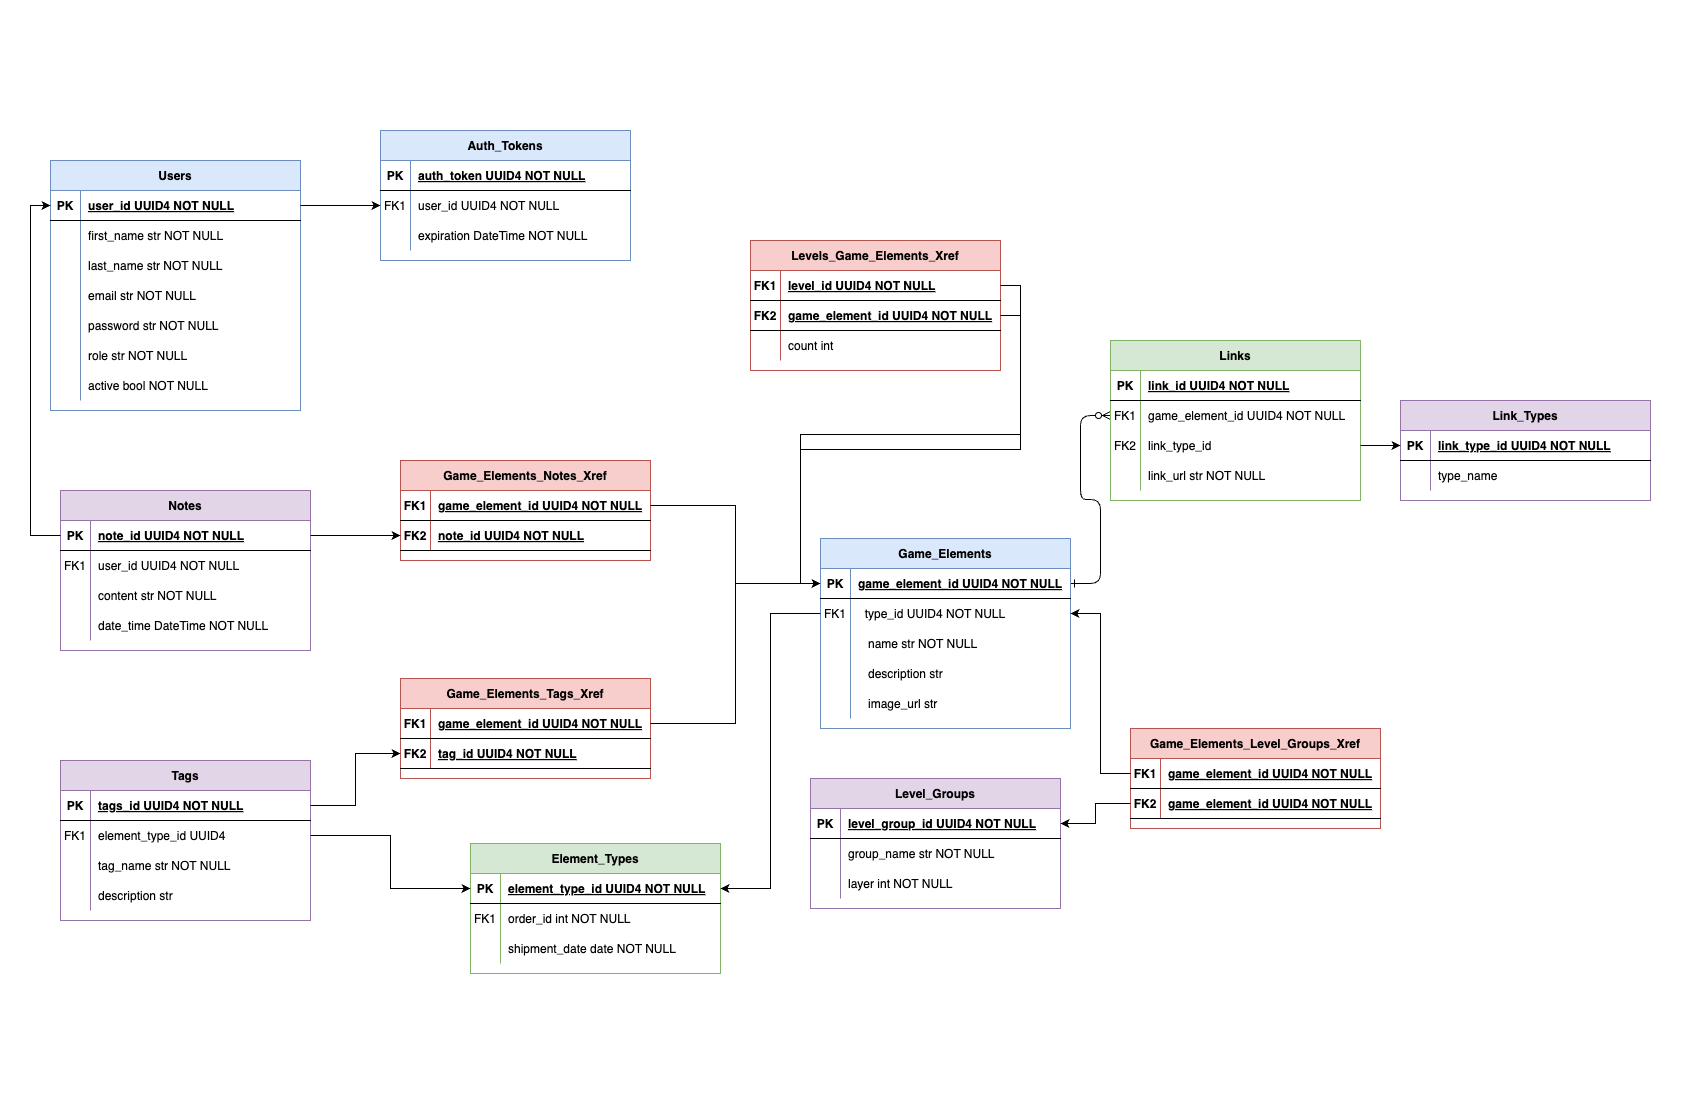 Auth_Tokens
PK auth_token UUID4 NOT NULL
FK1 user_id UUID4 NOT NULL
expiration DateTime NOT NULL
Users
PK user_id UUID4 NOT NULL
first_name str NOT NULL
last_name str NOT NULL
email str NOT NULL
password str NOT NULL
role str NOT NULL
active bool NOT NULL
Levels_Game_Elements_Xref
FK1 level_id UUID4 NOT NULL
FK2 game_element_id UUID4 NOT NULL
count int
Links
PK link_id UUID4 NOT NULL
FK1 game_element_id UUID4 NOT NULL
FK2 link_type_id
link_url str NOT NULL
Link_Types
PK link_type_id UUID4 NOT NULL
type_name
Game_Elements_Notes_Xref
FK1 game_element_id UUID4 NOT NULL
FK2 note_id UUID4 NOT NULL
Notes
PK note_id UUID4 NOT NULL
FK1 user_id UUID4 NOT NULL
content str NOT NULL
date_time DateTime NOT NULL
Game_Elements
PK game_element_id UUID4 NOT NULL
FK1 type_id UUID4 NOT NULL
name str NOT NULL
description str
image_url str
Game_Elements_Tags_Xref
FK1 game_element_id UUID4 NOT NULL
FK2 tag_id UUID4 NOT NULL
Game_Elements_Level_Groups_Xref
FK1 game_element_id UUID4 NOT NULL
FK2 game_element_id UUID4 NOT NULL
Tags
PK tags_id UUID4 NOT NULL
FK1 element_type_id UUID4
tag_name str NOT NULL
description str
Level_Groups
PK level_group_id UUID4 NOT NULL
group_name str NOT NULL
layer int NOT NULL
Element_Types
PK element_type_id UUID4 NOT NULL
FK1 order_id int NOT NULL
shipment_date date NOT NULL